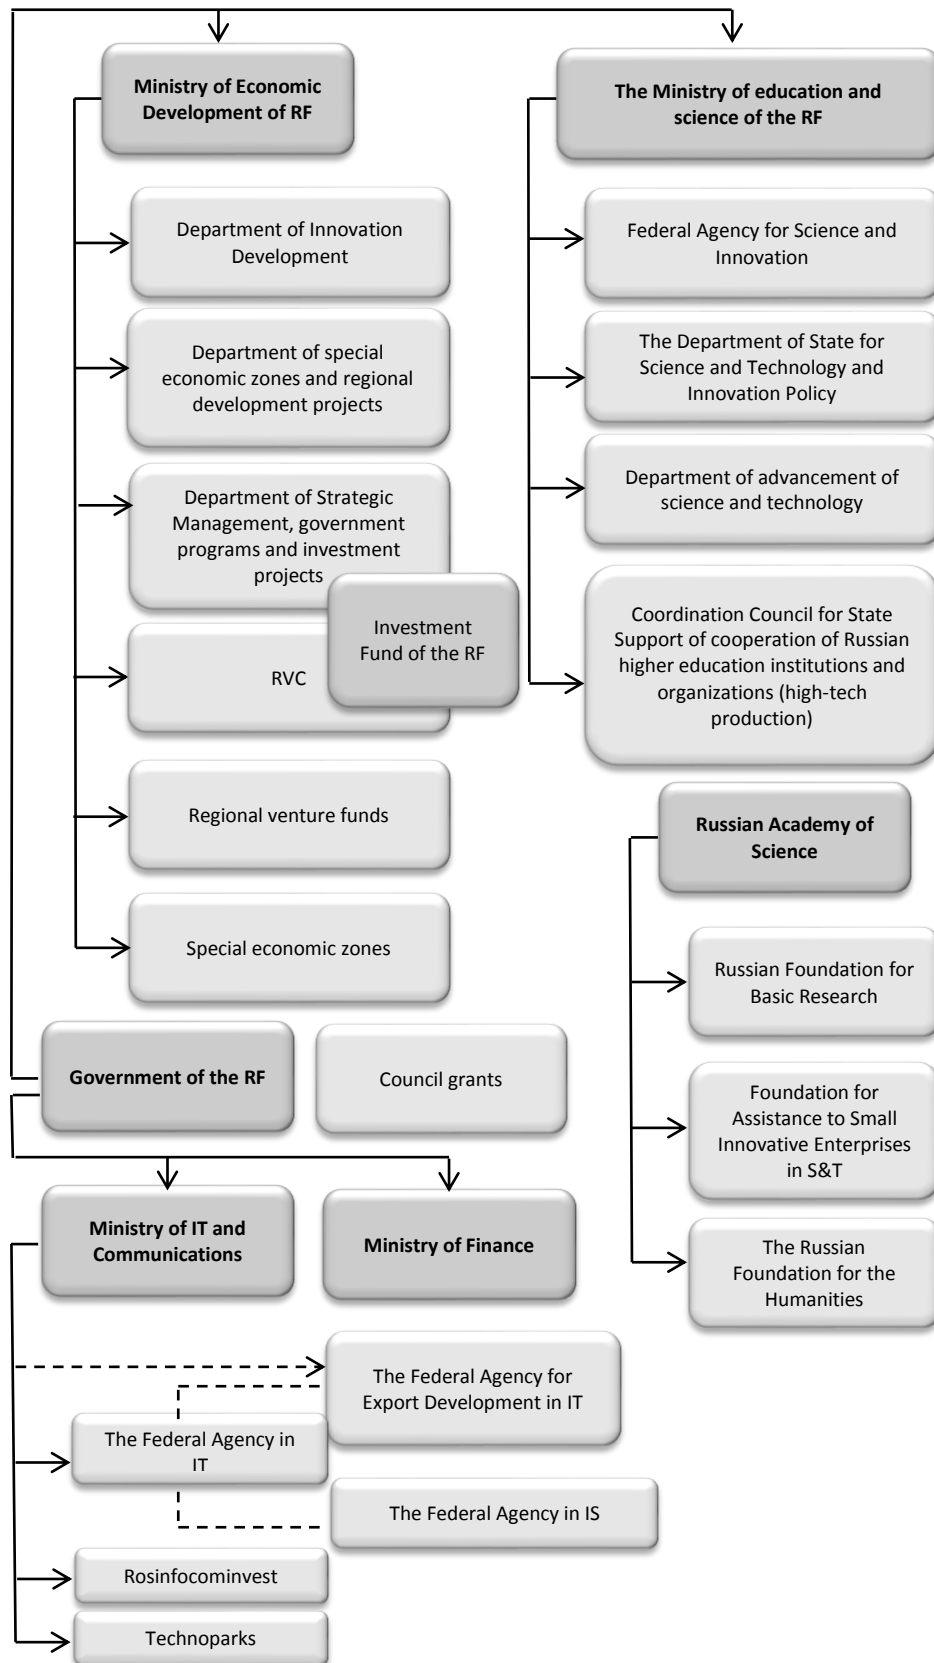 Ministry of Economic
Development of RF
The Ministry of education and
science of the RF
Department of Innovation
Development
Department of special
economic zones and regional
development projects
Department of Strategic
Management, government
programs and investment
projects
Investment
Fund of the RF
RVC
Regional venture funds
Special economic zones
Federal Agency for Science and
Innovation
The Department of State for
Science and Technology and
Innovation Policy
Department of advancement of
science and technology
Coordination Council for State
Support of cooperation of Russian
higher education institutions and
organizations (high-tech
production)
Russian Academy of
Science
Russian Foundation for
Basic Research
Foundation for
Assistance to Small
Innovative Enterprises
in S&T
The Russian
Foundation for the
Humanities
Government of the RF
Council grants
Ministry of IT and
Communications
Ministry of Finance
The Federal Agency for
Export Development in IT
The Federal Agency in
IT
The Federal Agency in IS
Rosinfocominvest
Technoparks